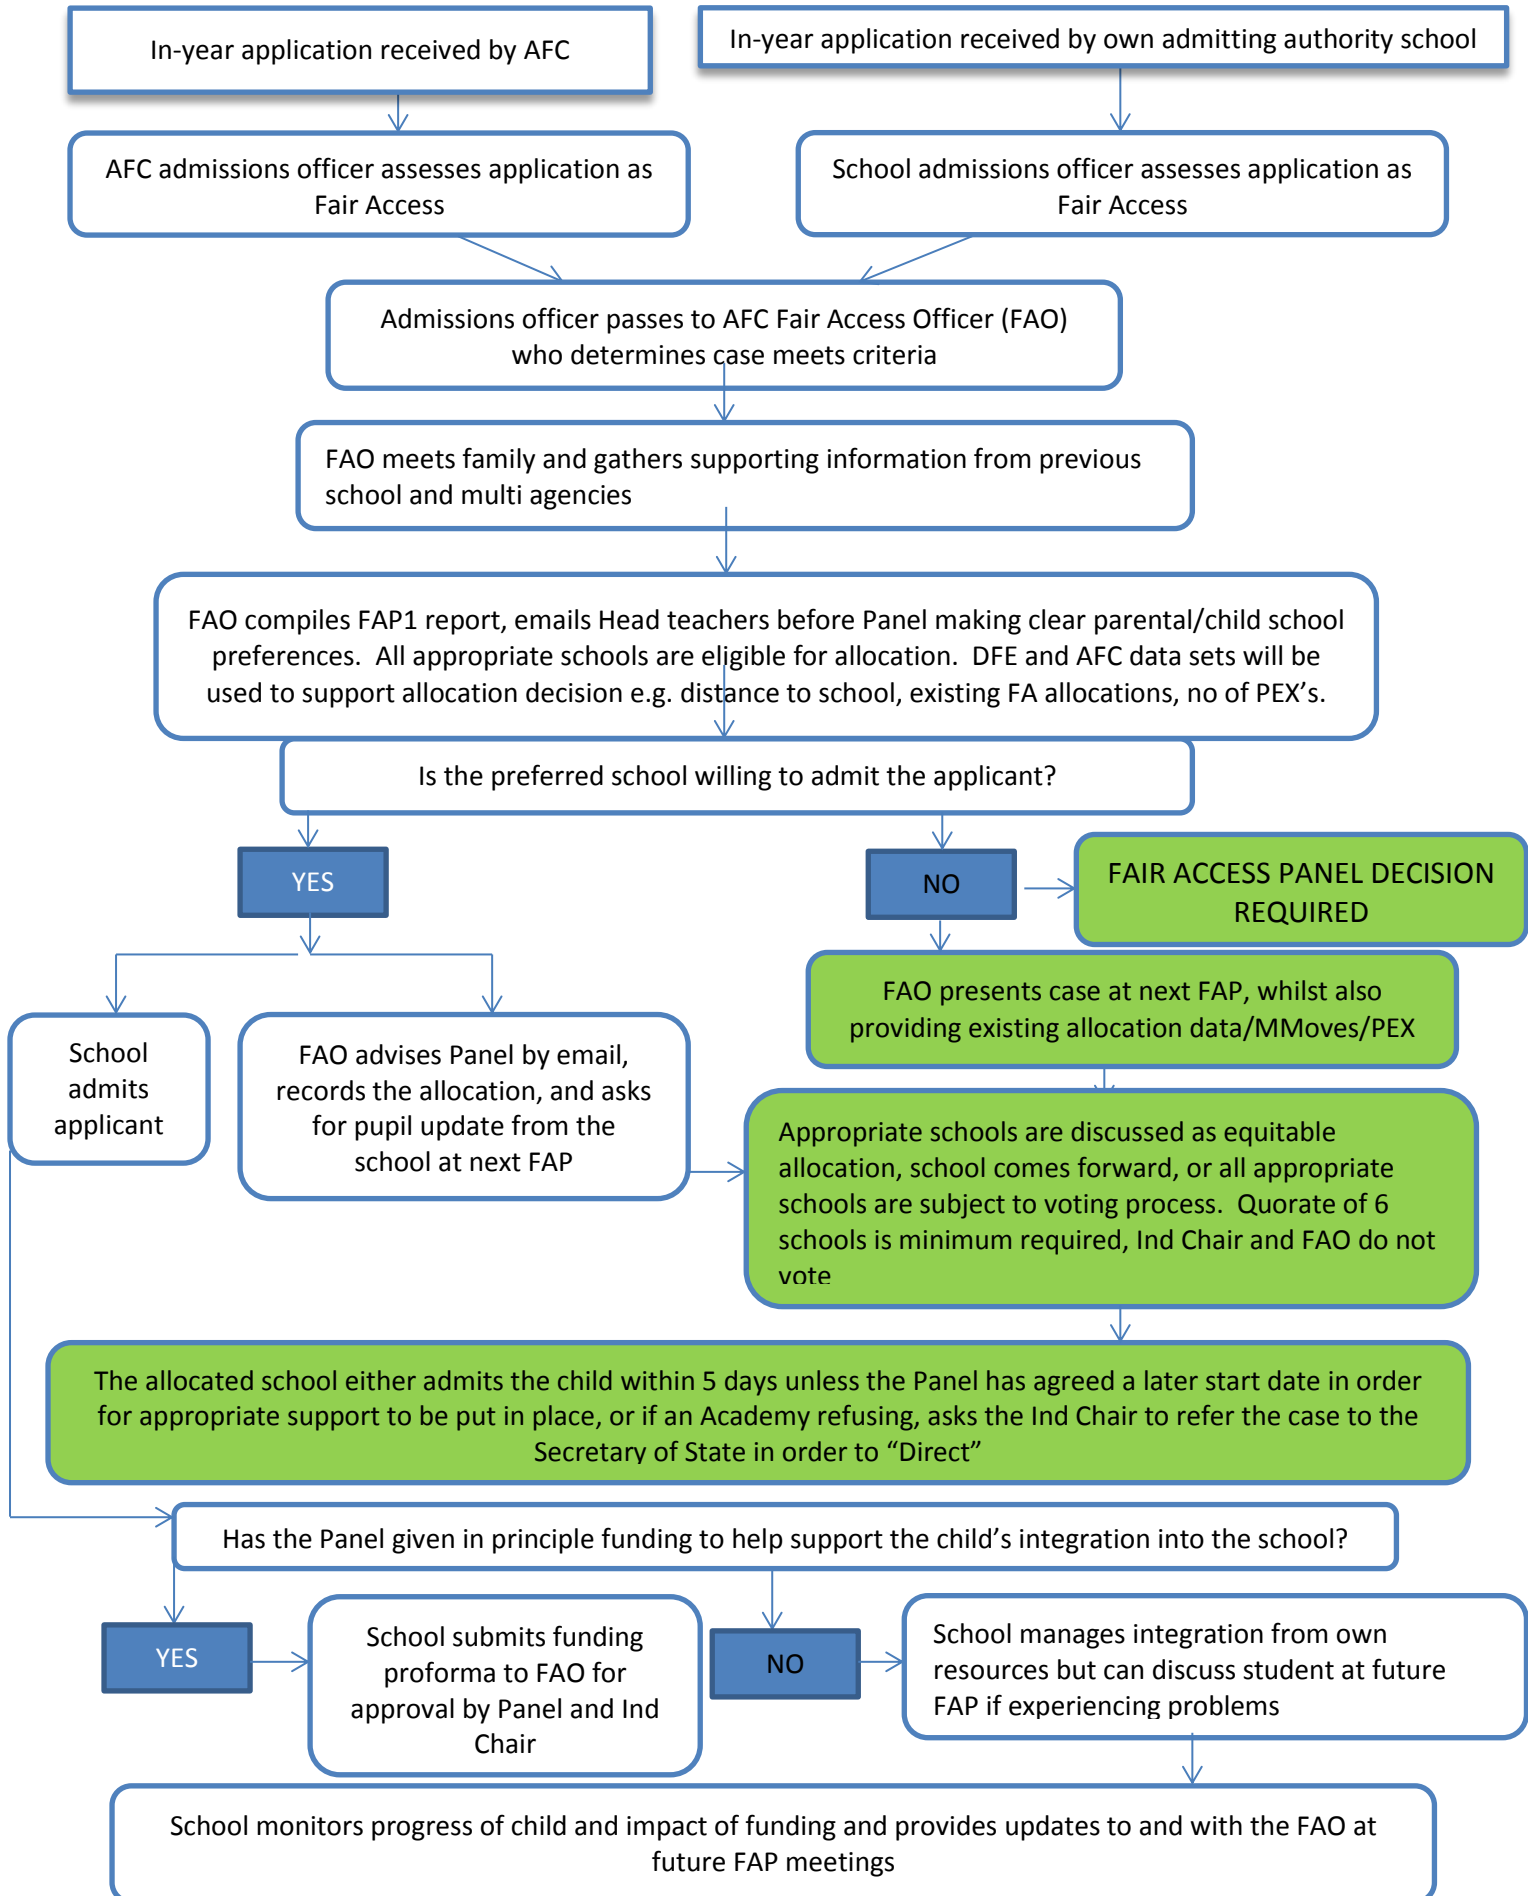 In-year application received by AFC
In-year application received by own admitting authority school
AFC admissions officer assesses application as
Fair Access
School admissions officer assesses application as
Fair Access
Admissions officer passes to AFC Fair Access Officer (FAO)
who determines case meets criteria
FAO meets family and gathers supporting information from previous
school and multi agencies
FAO compiles FAP1 report, emails Head teachers before Panel making clear parental/child school
preferences.  All appropriate schools are eligible for allocation.  DFE and AFC data sets will be
used to support allocation decision e.g. distance to school, existing FA allocations, no of PEX’s.
Is the preferred school willing to admit the applicant?
YES
NO
FAIR ACCESS PANEL DECISION
REQUIRED
School
admits
applicant
FAO advises Panel by email,
records the allocation, and asks
for pupil update from the
school at next FAP
FAO presents case at next FAP, whilst also
providing existing allocation data/MMoves/PEX
Appropriate schools are discussed as equitable
allocation, school comes forward, or all appropriate
schools are subject to voting process.  Quorate of 6
schools is minimum required, Ind Chair and FAO do not
vote
The allocated school either admits the child within 5 days unless the Panel has agreed a later start date in order
for appropriate support to be put in place, or if an Academy refusing, asks the Ind Chair to refer the case to the
Secretary of State in order to “Direct”
Has the Panel given in principle funding to help support the child’s integration into the school?
YES
School submits funding
proforma to FAO for
approval by Panel and Ind
Chair
NO
School manages integration from own
resources but can discuss student at future
FAP if experiencing problems
School monitors progress of child and impact of funding and provides updates to and with the FAO at
future FAP meetings